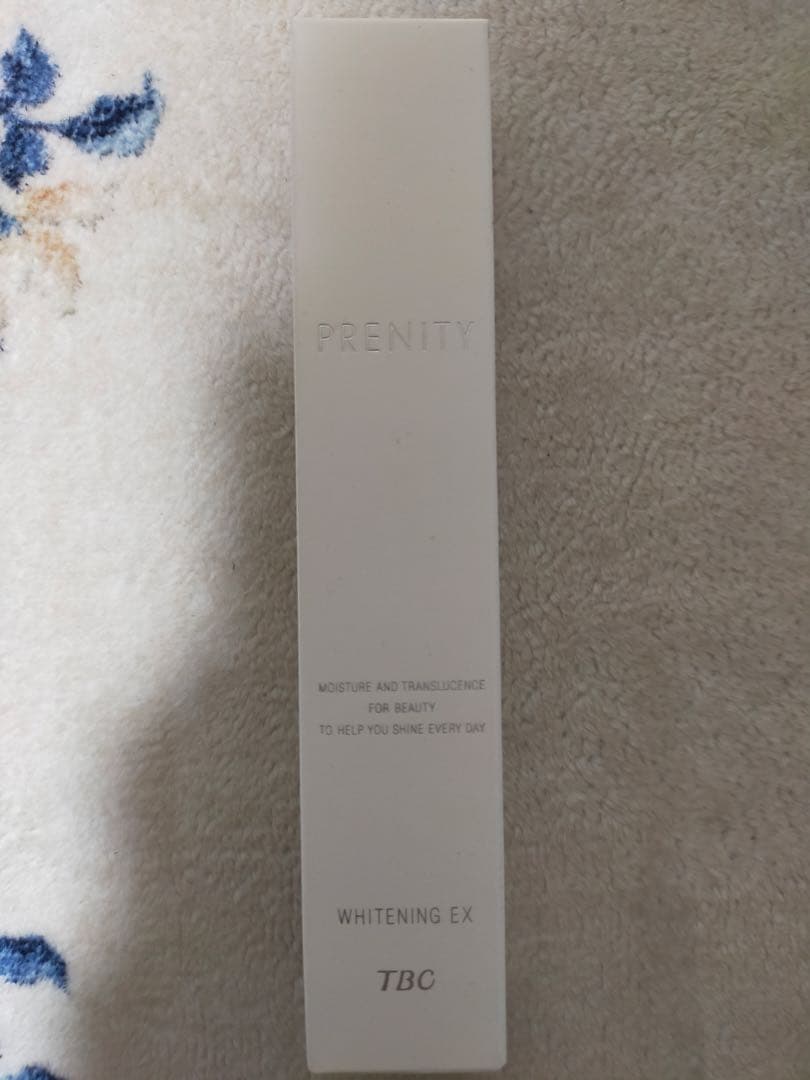 PRENITY
MOISTURE AND TRANSLUCENCE
FOR BEAUTY
TO HELP YOU SHINE EVERY DAY
WHITENING EX
TBC